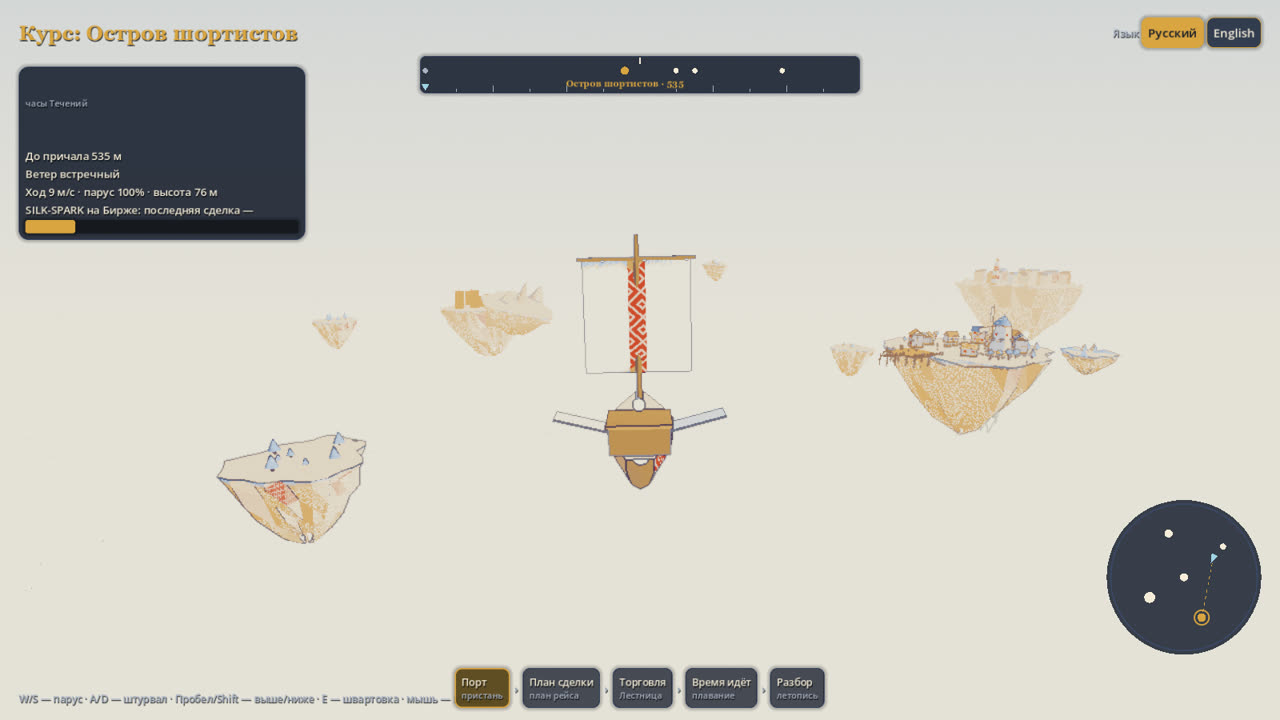 Курс: Остров шортистов
Язык Русский English
Остров шортистов · 535
часы Течений
До причала 535 м
Ветер встречный
Ход 9 м/с · парус 100% · высота 76 м
SILK-SPARK на Бирже: последняя сделка —
W/S — парус · A/D — штурвал · Пробел/Shift — выше/ниже · E — швартовка · мышь —
Порт
пристань
›
План сделки
план рейса
›
Торговля
Лестница
›
Время идёт
плавание
›
Разбор
летопись